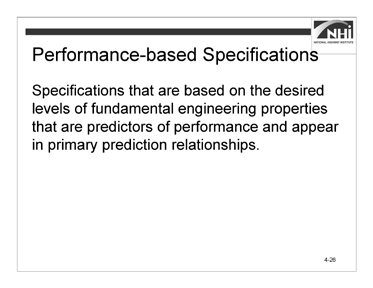 NHI
NATIONAL HIGHWAY INSTITUTE
Performance-based Specifications
Specifications that are based on the desired
levels of fundamental engineering properties
that are predictors of performance and appear
in primary prediction relationships.
4-26